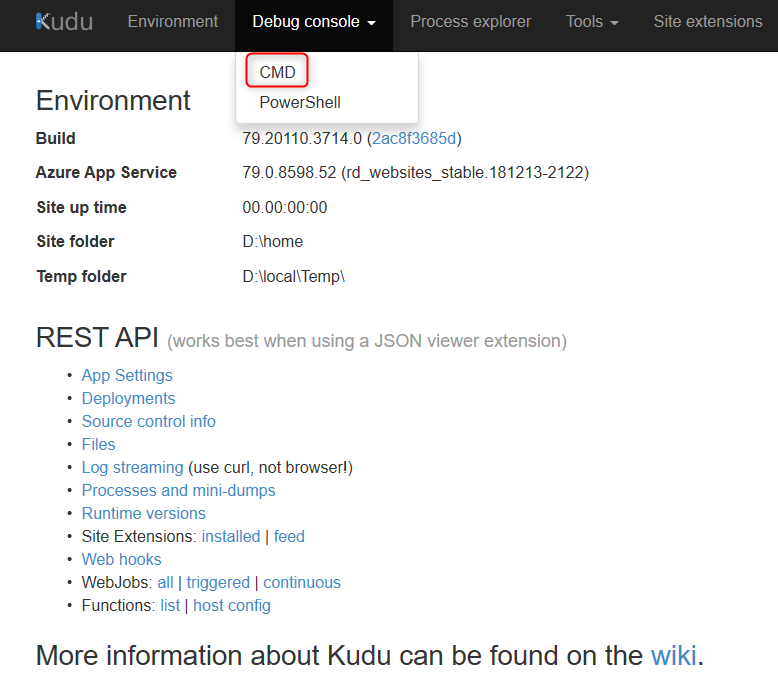 Kudu Environment Debug console Process explorer Tools Site extensions
CMD
PowerShell
Environment
Build 79.20110.3714.0 (2ac8f3685d)
Azure App Service 79.0.8598.52 (rd_websites_stable.181213-2122)
Site up time 00.00:00:00
Site folder D:\home
Temp folder D:\local\Temp\
REST API (works best when using a JSON viewer extension)
• App Settings
• Deployments
• Source control info
• Files
• Log streaming (use curl, not browser!)
• Processes and mini-dumps
• Runtime versions
• Site Extensions: installed | feed
• Web hooks
• WebJobs: all | triggered | continuous
• Functions: list | host config
More information about Kudu can be found on the wiki.